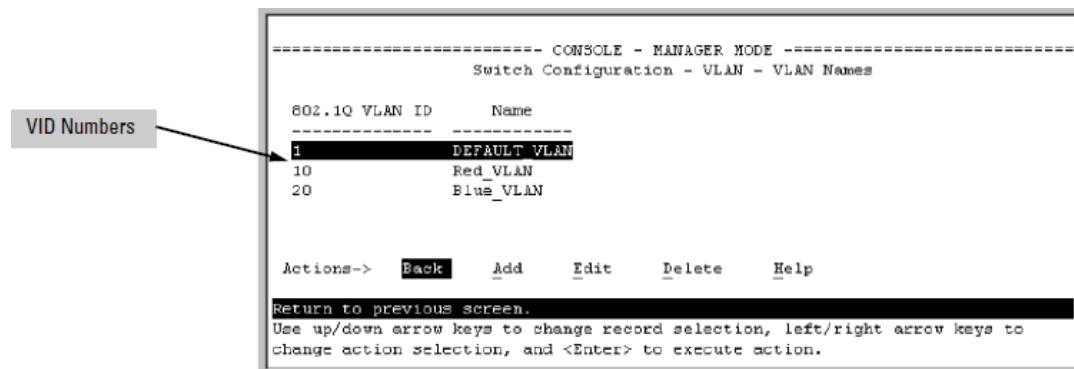 ============================- CONSOLE - MANAGER MODE -=============================
Switch Configuration - VLAN - VLAN Names
802.1Q VLAN ID Name
-------------- ------------
VID Numbers
1 DEFAULT_VLAN
10 Red_VLAN
20 Blue_VLAN
Actions-> Back Add Edit Delete Help
Return to previous screen.
Use up/down arrow keys to change record selection, left/right arrow keys to
change action selection, and <Enter> to execute action.